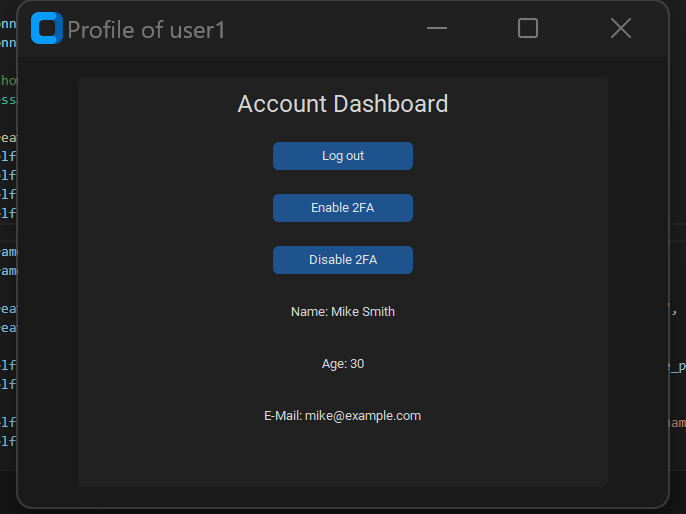 Profile of user1
Account Dashboard
Log out
Enable 2FA
Disable 2FA
Name: Mike Smith
Age: 30
E-Mail: mike@example.com